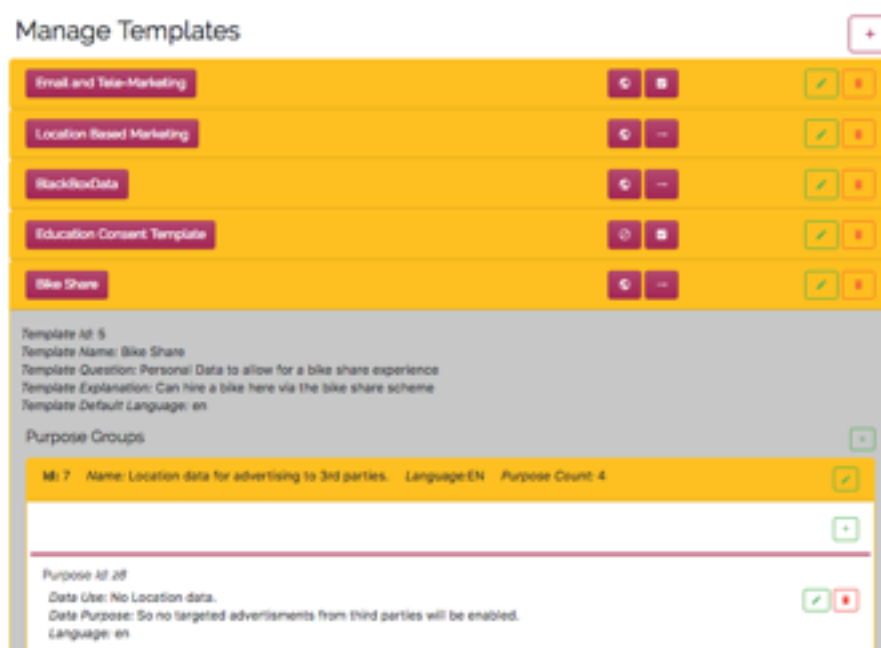 Manage Templates
Email and Tele-Marketing
Location Based Marketing
BlackBoxData
Education Consent Template
Bike Share
Template Id: 5
Template Name: Bike Share
Template Question: Personal Data to allow for a bike share experience
Template Explanation: Can hire a bike here via the bike share scheme
Template Default Language: en
Purpose Groups
Id: 7 Name: Location data for advertising to 3rd parties. Language:EN Purpose Count: 4
Purpose Id: 28
Data Use: No Location data.
Data Purpose: So no targeted advertisments from third parties will be enabled.
Language: en